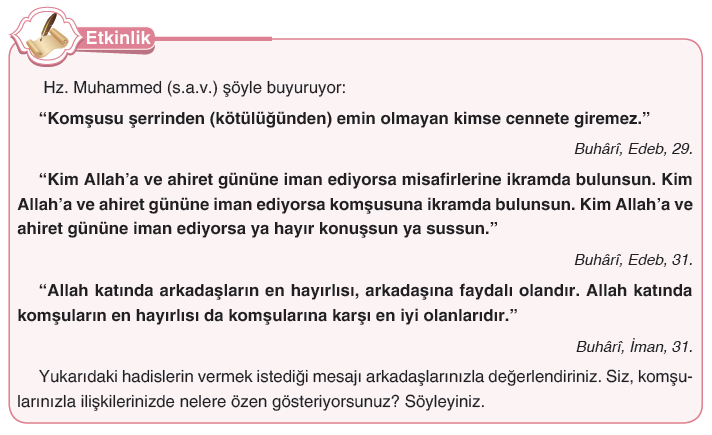 Etkinlik
Hz. Muhammed (s.a.v.) şöyle buyuruyor:
“Komşusu şerrinden (kötülüğünden) emin olmayan kimse cennete giremez.”
Buhârî, Edeb, 29.
“Kim Allah’a ve ahiret gününe iman ediyorsa misafirlerine ikramda bulunsun. Kim
Allah’a ve ahiret gününe iman ediyorsa komşusuna ikramda bulunsun. Kim Allah’a ve
ahiret gününe iman ediyorsa ya hayır konuşsun ya sussun.”
Buhârî, Edeb, 31.
“Allah katında arkadaşların en hayırlısı, arkadaşına faydalı olandır. Allah katında
komşuların en hayırlısı da komşularına karşı en iyi olanlarıdır.”
Buhârî, İman, 31.
Yukarıdaki hadislerin vermek istediği mesajı arkadaşlarınızla değerlendiriniz. Siz, komşu-
larınızla ilişkilerinizde nelere özen gösteriyorsunuz? Söyleyiniz.